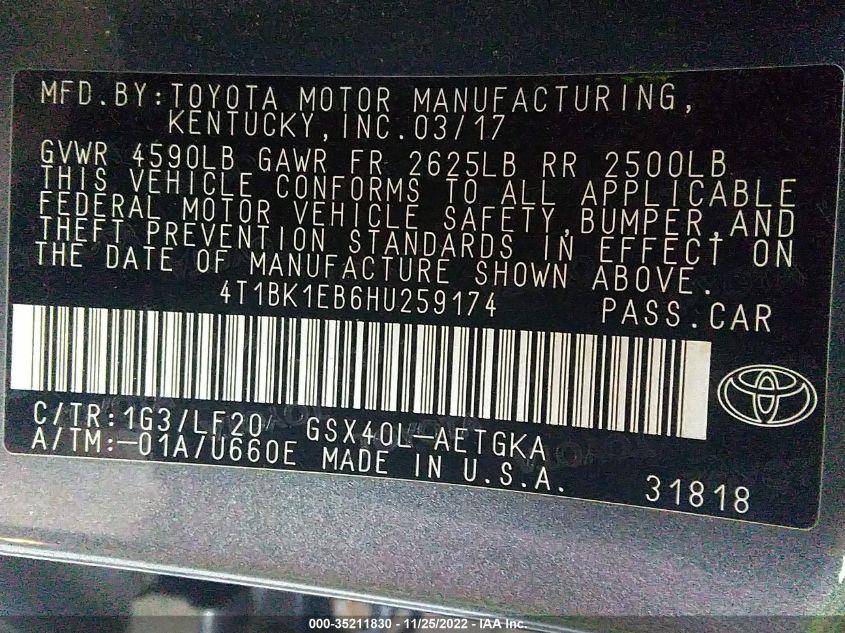 MFD.BY:TOYOTA MOTOR MANUFACTURING,
KENTUCKY,INC.03/17
GVWR 4590LB GAWR FR 2625LB RR 2500LB
THIS VEHICLE CONFORMS TO ALL APPLICABLE
FEDERAL MOTOR VEHICLE SAFETY,BUMPER,AND
THEFT PREVENTION STANDARDS IN EFFECT ON
THE DATE OF MANUFACTURE SHOWN ABOVE.
4T1BK1EB6HU259174 PASS.CAR
C/TR:1G3/LF20 GSX40L-AETGKA
A/TM:-01A/U660E MADE IN U.S.A. 31818
000-35211830 - 11/25/2022 - IAA Inc.